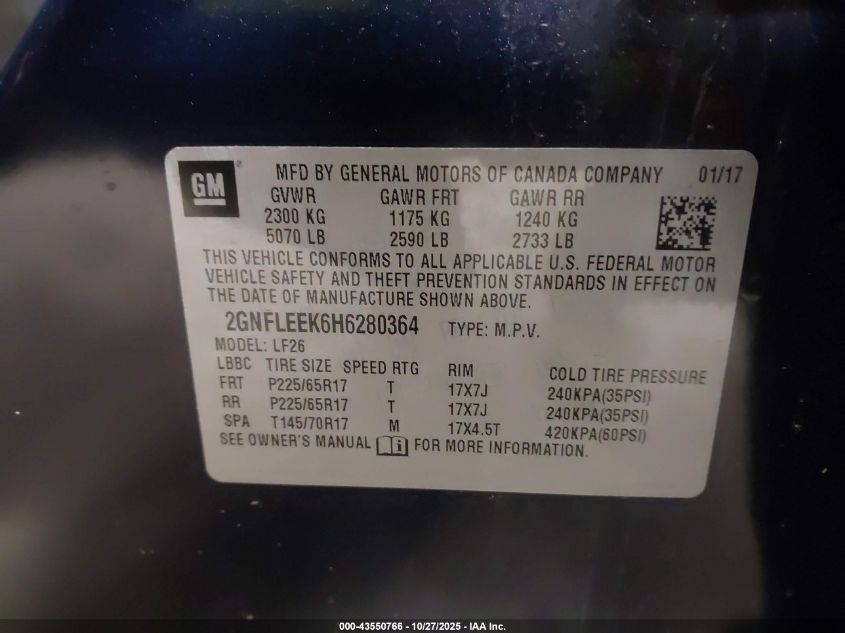 GM ® MFD BY GENERAL MOTORS OF CANADA COMPANY 01/17
GVWR GAWR FRT GAWR RR
2300 KG 1175 KG 1240 KG
5070 LB 2590 LB 2733 LB
THIS VEHICLE CONFORMS TO ALL APPLICABLE U.S. FEDERAL MOTOR
VEHICLE SAFETY AND THEFT PREVENTION STANDARDS IN EFFECT ON
THE DATE OF MANUFACTURE SHOWN ABOVE.
2GNFLEEK6H6280364 TYPE: M.P.V.
MODEL: LF26
LBBC TIRE SIZE SPEED RTG RIM COLD TIRE PRESSURE
FRT P225/65R17 T 17X7J 240KPA(35PSI)
RR P225/65R17 T 17X7J 240KPA(35PSI)
SPA T145/70R17 M 17X4.5T 420KPA(60PSI)
SEE OWNER'S MANUAL i FOR MORE INFORMATION.
000-43550766 - 10/27/2025 - IAA Inc.